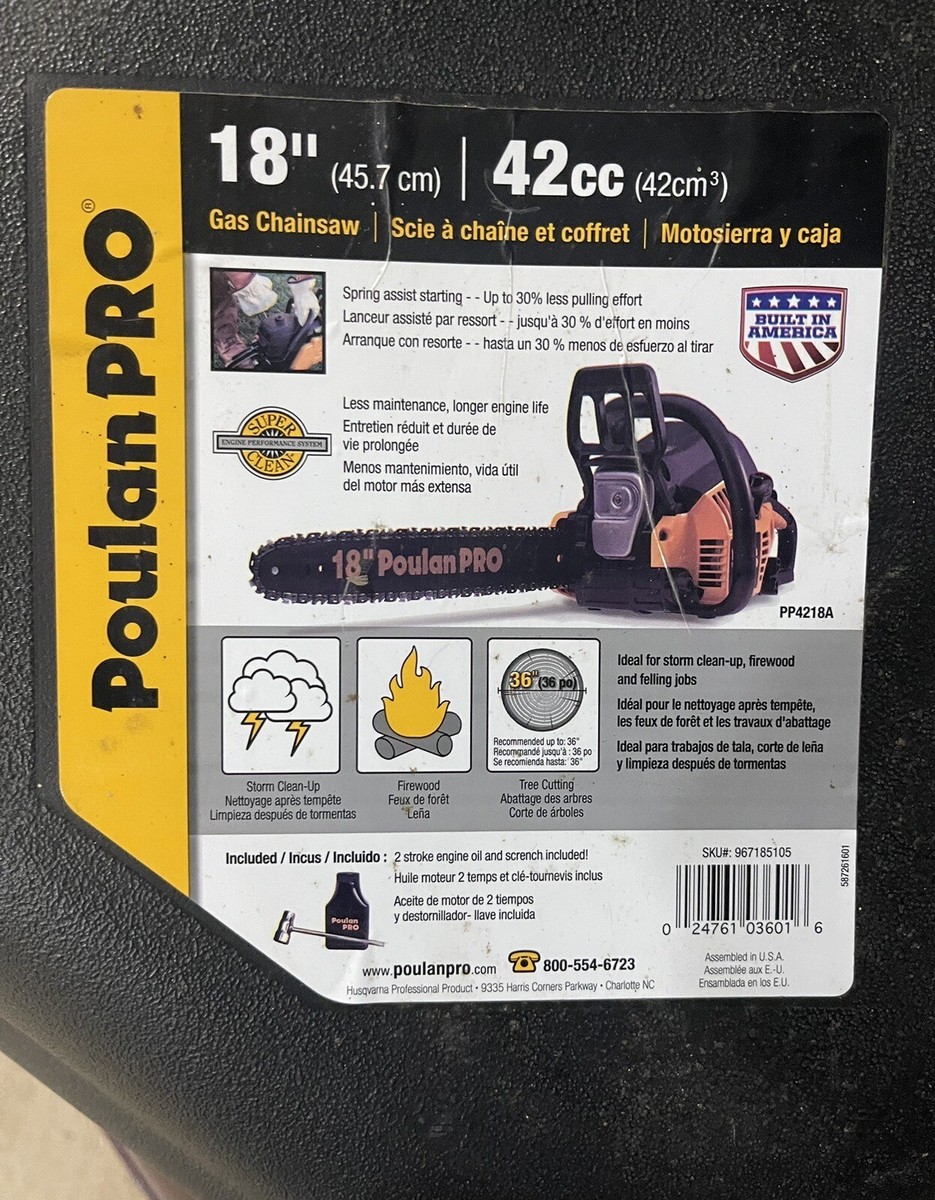 Poulan PRO®
18" (45.7 cm) | 42cc (42cm³)
Gas Chainsaw | Scie à chaîne et coffret | Motosierra y caja
Spring assist starting - - Up to 30% less pulling effort
Lanceur assisté par ressort - - jusqu'à 30 % d'effort en moins
Arranque con resorte - - hasta un 30 % menos de esfuerzo al tirar
BUILT IN
AMERICA
SUPER
ENGINE PERFORMANCE SYSTEM
CLEAN
Less maintenance, longer engine life
Entretien réduit et durée de
vie prolongée
Menos mantenimiento, vida útil
del motor más extensa
18" Poulan PRO
PP4218A
36" (36 po)
Recommended up to: 36"
Recommandé jusqu'à : 36 po
Se recomienda hasta: 36"
Storm Clean-Up
Nettoyage après tempête
Limpieza después de tormentas
Firewood
Feux de forêt
Leña
Tree Cutting
Abattage des arbres
Corte de árboles
Ideal for storm clean-up, firewood
and felling jobs
Idéal pour le nettoyage après tempête,
les feux de forêt et les travaux d'abattage
Ideal para trabajos de tala, corte de leña
y limpieza después de tormentas
Included / Incus / Incluido : 2 stroke engine oil and scrench included!
Huile moteur 2 temps et clé-tournevis inclus
Aceite de motor de 2 tiempos
y destornillador- llave incluida
Poulan
PRO
www.poulanpro.com 800-554-6723
Husqvarna Professional Product • 9335 Harris Corners Parkway • Charlotte NC
SKU#: 967185105
0 24761 03601 6
587261601
Assembled in U.S.A.
Assemblée aux E.-U.
Ensamblada en los E.U.